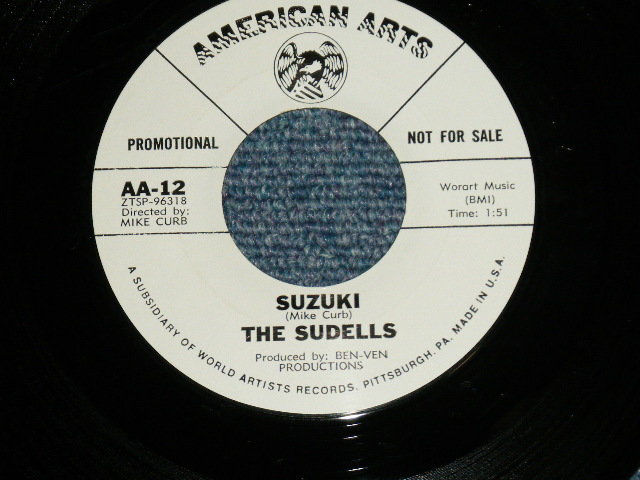 AMERICAN ARTS
PROMOTIONAL
NOT FOR SALE
AA-12
ZTSP-96318
Directed by:
MIKE CURB
Worart Music
(BMI)
Time: 1:51
SUZUKI
(Mike Curb)
THE SUDELLS
Produced by: BEN-VEN
PRODUCTIONS
A SUBSIDIARY OF WORLD ARTISTS RECORDS, PITTSBURGH, PA. MADE IN U.S.A.